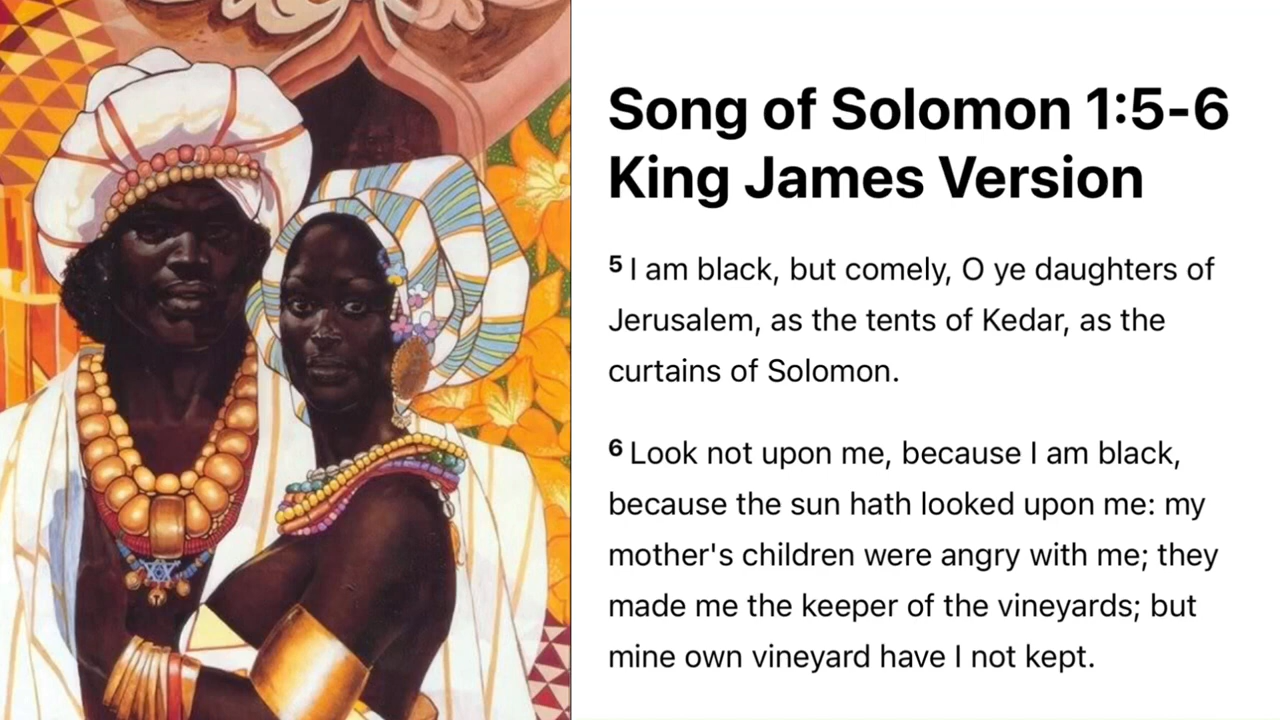 Song of Solomon 1:5-6
King James Version
5 I am black, but comely, O ye daughters of
Jerusalem, as the tents of Kedar, as the
curtains of Solomon.
6 Look not upon me, because I am black,
because the sun hath looked upon me: my
mother's children were angry with me; they
made me the keeper of the vineyards; but
mine own vineyard have I not kept.